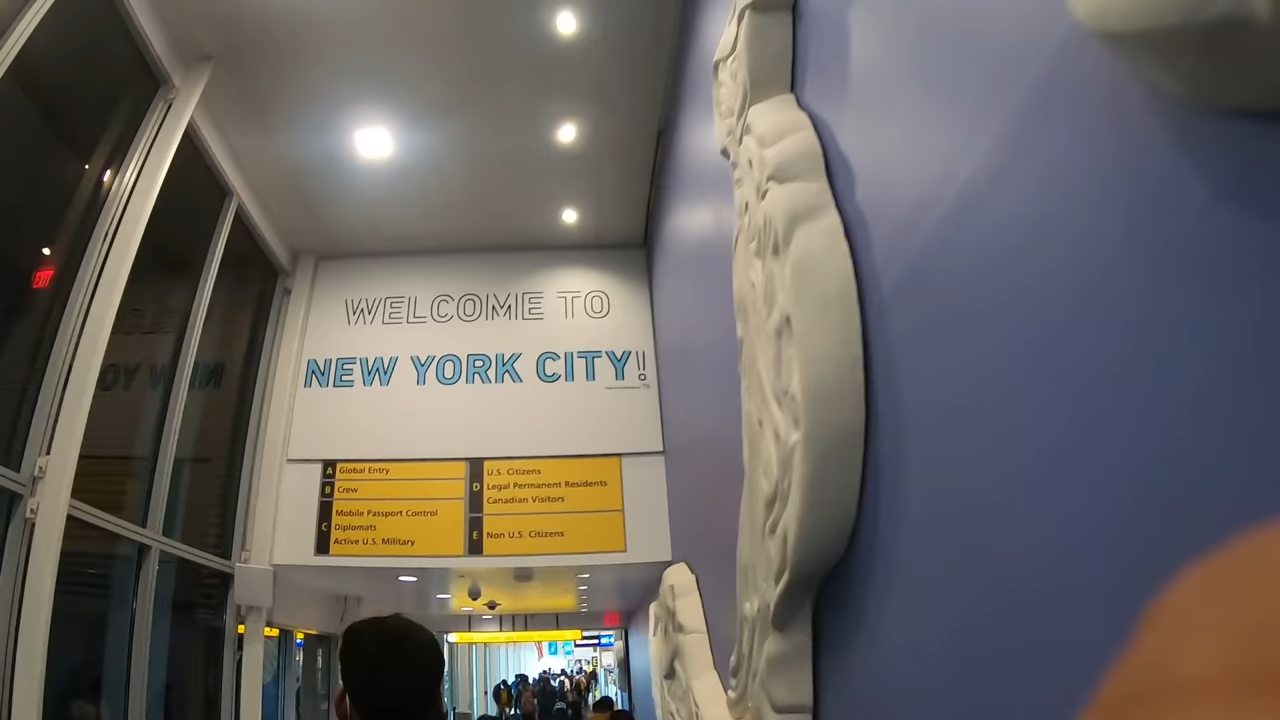 WELCOME TO
NEW YORK CITY!!
A Global Entry
B Crew
C Mobile Passport Control
Diplomats
Active U.S. Military
D U.S. Citizens
Legal Permanent Residents
Canadian Visitors
E Non U.S. Citizens
EXIT